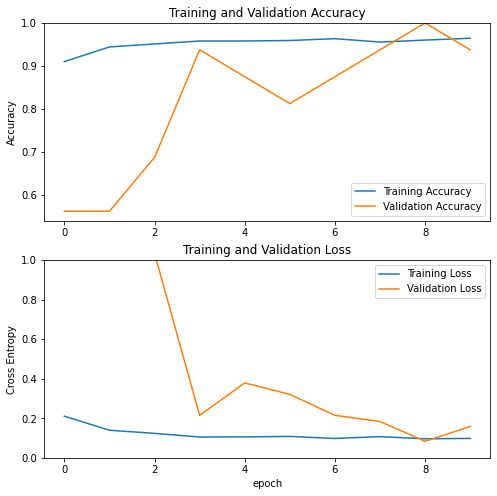 Training and Validation Accuracy
1.0
0.9
0.8
0.7
0.6
Accuracy
Training Accuracy
Validation Accuracy
0 2 4 6 8
Training and Validation Loss
1.0
0.8
0.6
0.4
0.2
0.0
Cross Entropy
Training Loss
Validation Loss
0 2 4 6 8
epoch